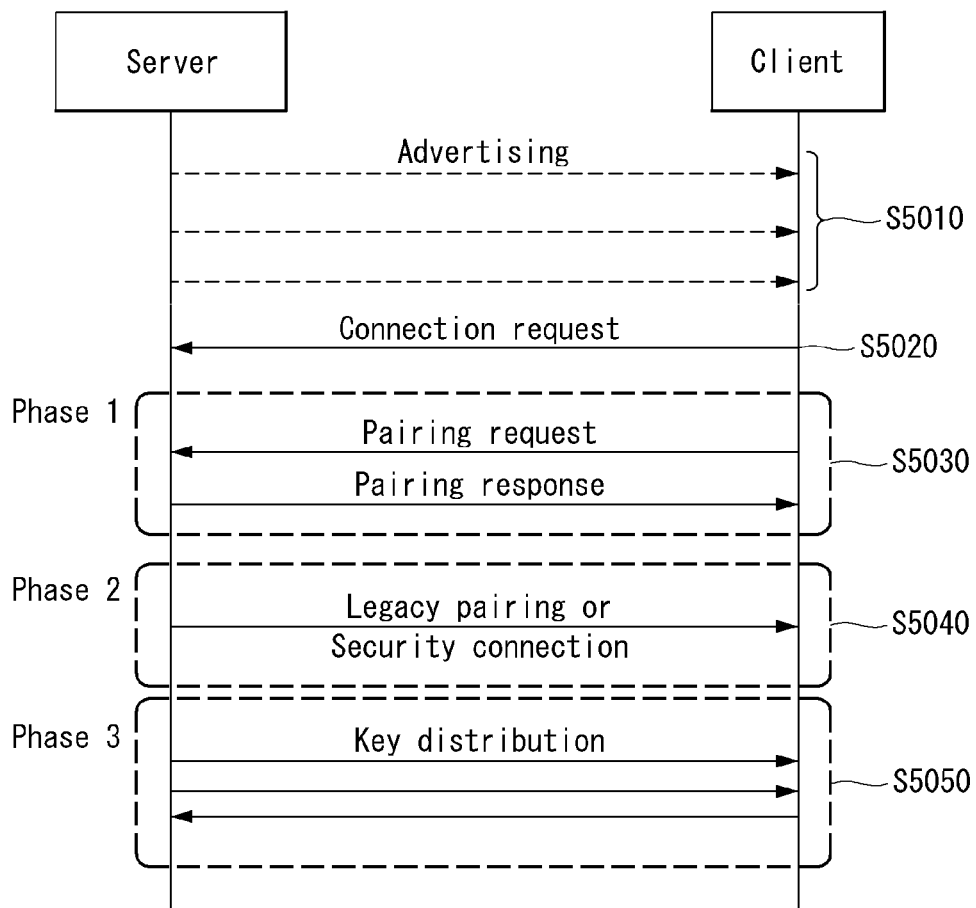 Server
Client
Advertising
S5010
Connection request
S5020
Phase 1
Pairing request
S5030
Pairing response
Phase 2
Legacy pairing or
Security connection
S5040
Phase 3
Key distribution
S5050